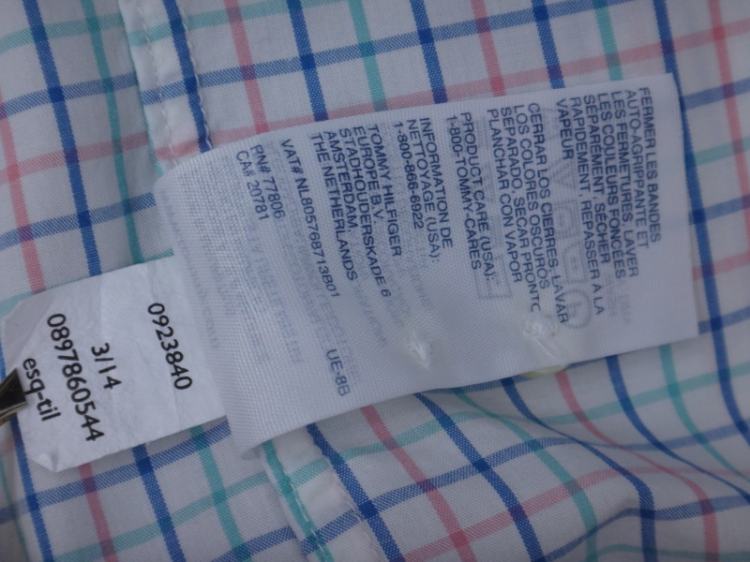 FERMER LES BANDES
AUTO-AGRIPPANTE ET
LES FERMETURES, LAVER
LES COULEURS FONCÉES
SÉPARÉMENT, SÉCHER
RAPIDEMENT, REPASSER A LA
VAPEUR
CERRAR LOS CIERRES, LAVAR
LOS COLORES OSCUROS
SEPARADO, SECAR PRONTO
PLANCHAR CON VAPOR
PRODUCT CARE (USA):
1-800-TOMMY-CARES
INFORMATION DE
NETTOYAGE (USA):
1-800-866-6922
TOMMY HILFIGER
EUROPE B.V.
STADHOUDERSKADE 6
AMSTERDAM
THE NETHERLANDS
VAT# NL805768713B01
UE-8B
RN# 77806
CA# 20781
0923840
3/14
0897860544
esq-til